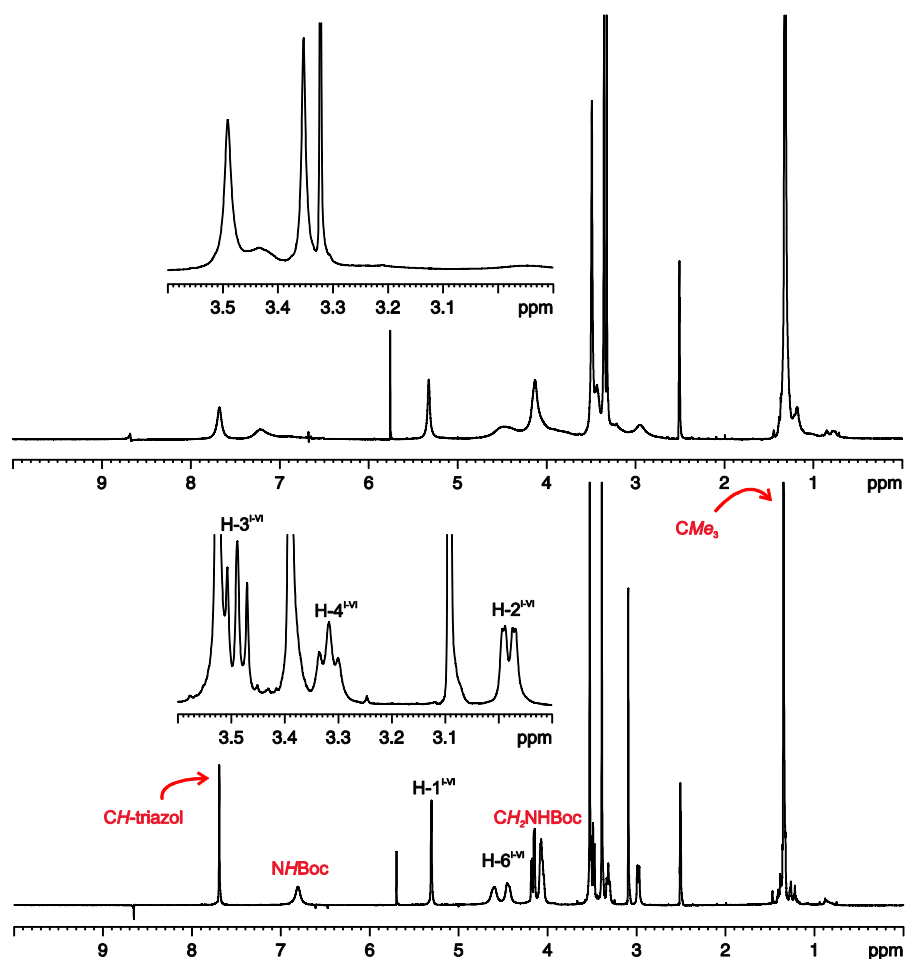 3.5 3.4 3.3 3.2 3.1 ppm
9 8 7 6 5 4 3 2 1 ppm
CMe₃
H-3ᴵ⁻ⱽᴵ
H-4ᴵ⁻ⱽᴵ
H-2ᴵ⁻ⱽᴵ
3.5 3.4 3.3 3.2 3.1 ppm
H-1ᴵ⁻ⱽᴵ
CH-triazol
CH₂NHBoc
H-6ᴵ⁻ⱽᴵ
NHBoc
9 8 7 6 5 4 3 2 1 ppm